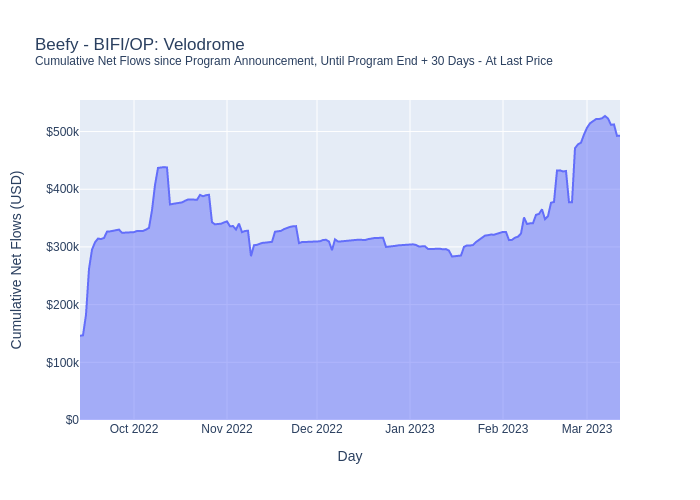 Beefy - BIFI/OP: Velodrome
Cumulative Net Flows since Program Announcement, Until Program End + 30 Days - At Last Price
Cumulative Net Flows (USD)
$500k
$400k
$300k
$200k
$100k
$0
Oct 2022
Nov 2022
Dec 2022
Jan 2023
Feb 2023
Mar 2023
Day